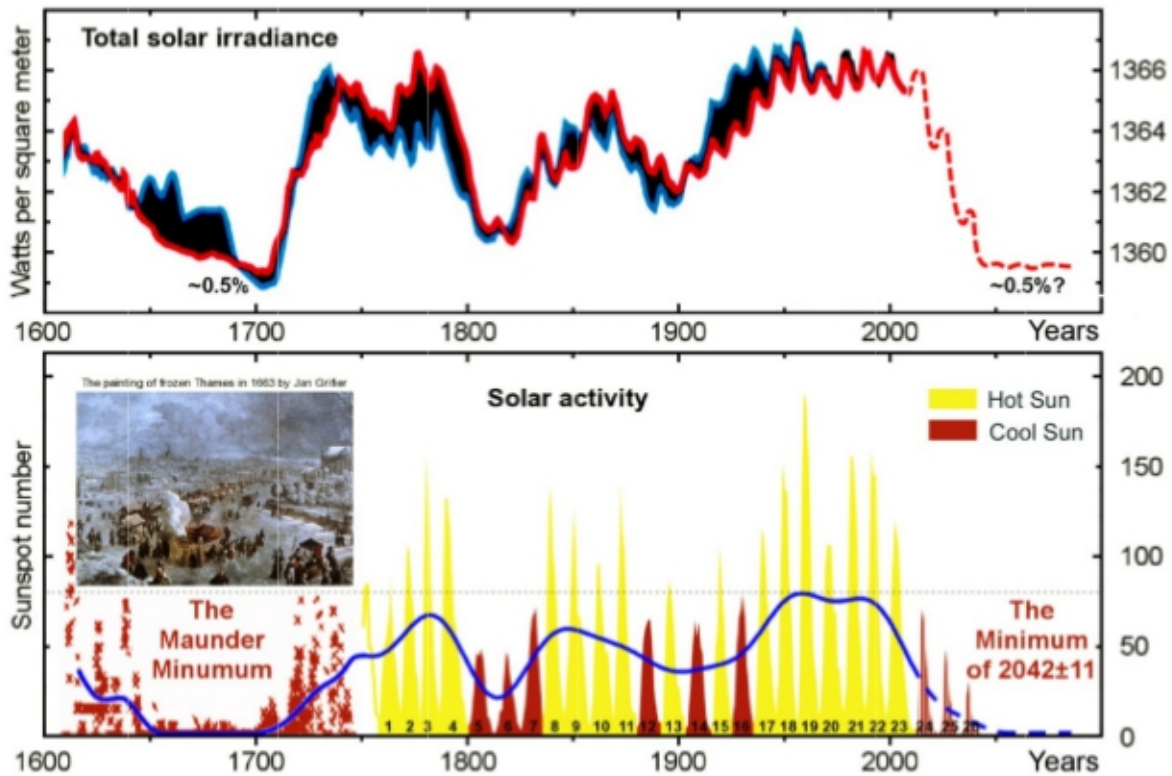 Total solar irradiance
Watts per square meter
1366
1364
1362
1360
~0.5%
~0.5%?
1600 1700 1800 1900 2000 Years
The painting of frozen Thames in 1663 by Jan Grifier
Solar activity
Hot Sun
Cool Sun
Sunspot number
200
150
100
50
0
The
Maunder
Minumum
The
Minimum
of 2042±11
1 2 3 4 5 6 7 8 9 10 11 12 13 14 15 16 17 18 19 20 21 22 23 24 25 26
1600 1700 1800 1900 2000 Years